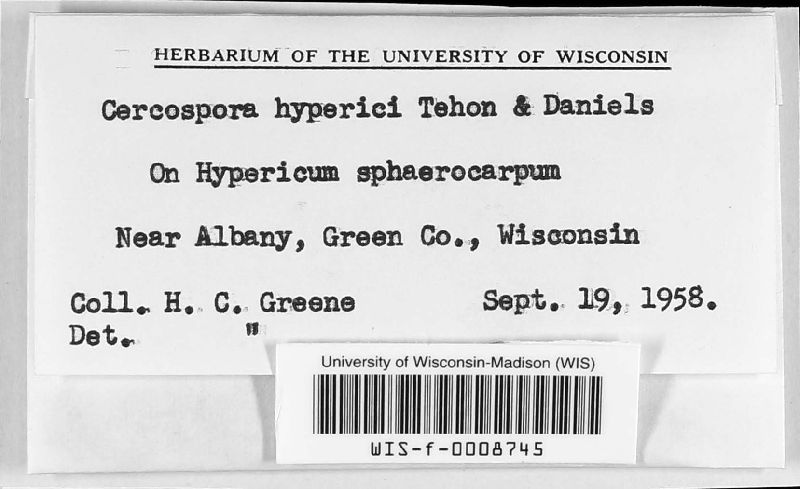 HERBARIUM OF THE UNIVERSITY OF WISCONSIN
Cercospora hyperici Tehon & Daniels
On Hypericum sphaerocarpum
Near Albany, Green Co., Wisconsin
Coll. H. C. Greene Sept. 19, 1958.
Det. "
University of Wisconsin-Madison (WIS)
WIS-f-0008745